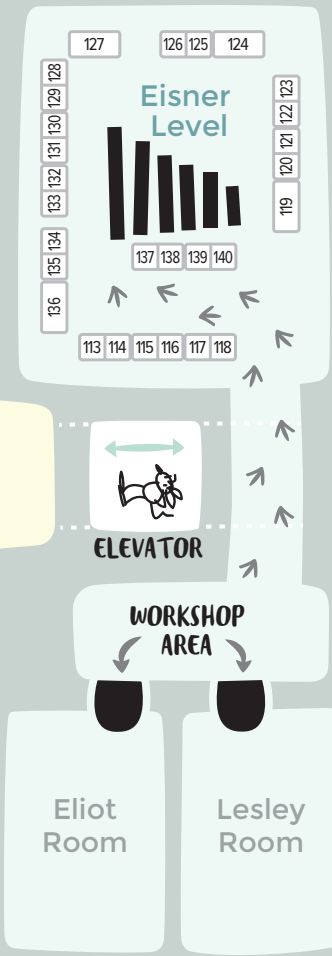 127
126 125
124
Eisner
Level
128
129
130
131
132
133
134
135
136
123
122
121
120
119
137 138 139 140
113 114 115 116 117 118
ELEVATOR
WORKSHOP
AREA
Eliot
Room
Lesley
Room